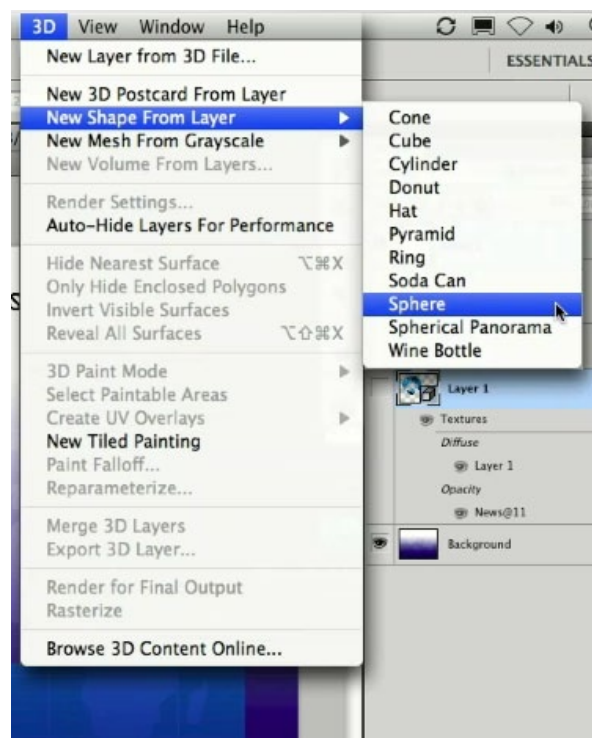 3D View Window Help
ESSENTIALS
New Layer from 3D File...
New 3D Postcard From Layer
New Shape From Layer
New Mesh From Grayscale
New Volume From Layers...
Render Settings...
Auto-Hide Layers For Performance
Hide Nearest Surface ⌥⌘X
Only Hide Enclosed Polygons
Invert Visible Surfaces
Reveal All Surfaces ⌥⇧⌘X
3D Paint Mode
Select Paintable Areas
Create UV Overlays
New Tiled Painting
Paint Falloff...
Reparameterize...
Merge 3D Layers
Export 3D Layer...
Render for Final Output
Rasterize
Browse 3D Content Online...
Cone
Cube
Cylinder
Donut
Hat
Pyramid
Ring
Soda Can
Sphere
Spherical Panorama
Wine Bottle
Layer 1
Textures
Diffuse
Layer 1
Opacity
News@11
Background